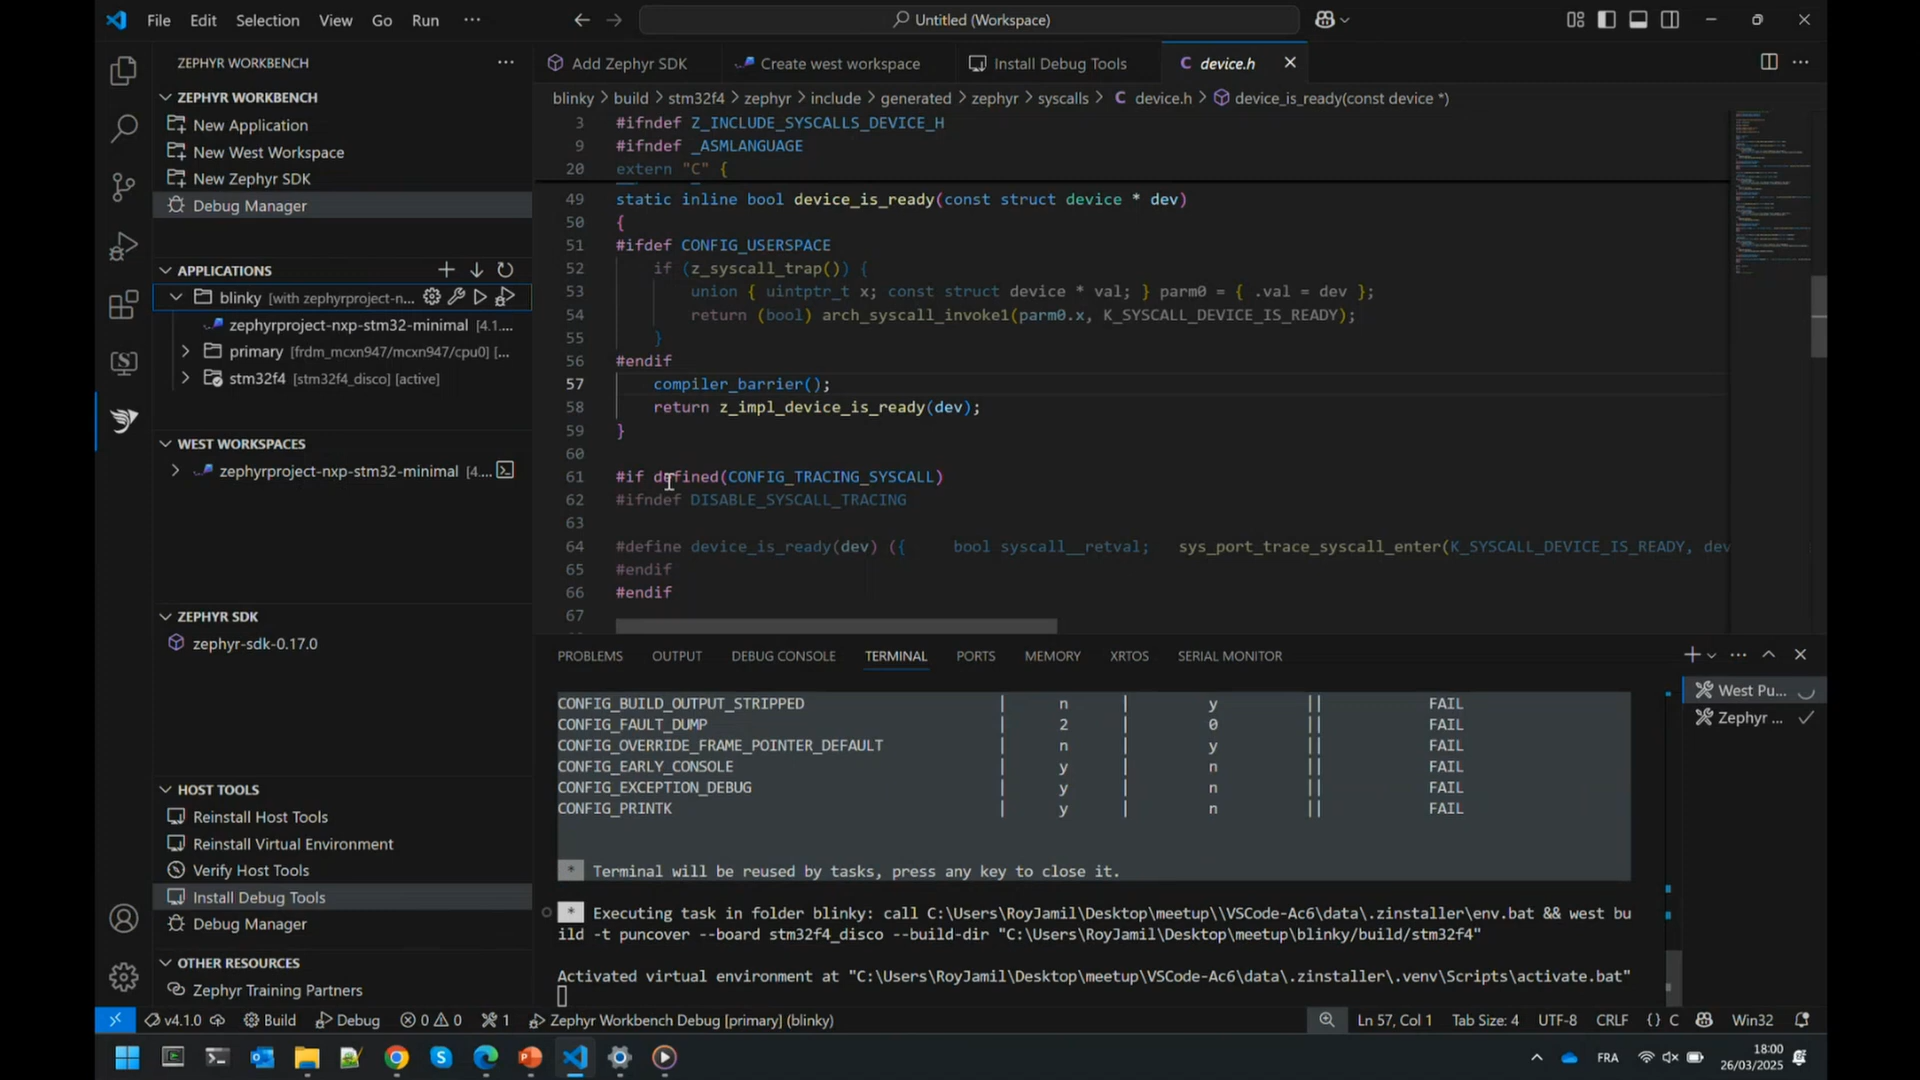 File Edit Selection View Go Run ···
Untitled (Workspace)
ZEPHYR WORKBENCH
ZEPHYR WORKBENCH
New Application
New West Workspace
New Zephyr SDK
Debug Manager
APPLICATIONS
blinky [with zephyrproject-n...
zephyrproject-nxp-stm32-minimal [4.1....
primary [frdm_mcxn947/mcxn947/cpu0] [...
stm32f4 [stm32f4_disco] [active]
WEST WORKSPACES
zephyrproject-nxp-stm32-minimal [4....
ZEPHYR SDK
zephyr-sdk-0.17.0
HOST TOOLS
Reinstall Host Tools
Reinstall Virtual Environment
Verify Host Tools
Install Debug Tools
Debug Manager
OTHER RESOURCES
Zephyr Training Partners
Add Zephyr SDK
Create west workspace
Install Debug Tools
C device.h
blinky > build > stm32f4 > zephyr > include > generated > zephyr > syscalls > C device.h > device_is_ready(const device *)
3 #ifndef Z_INCLUDE_SYSCALLS_DEVICE_H
9 #ifndef _ASMLANGUAGE
20 extern "C" {
49 static inline bool device_is_ready(const struct device * dev)
50 {
51 #ifdef CONFIG_USERSPACE
52 if (z_syscall_trap()) {
53 union { uintptr_t x; const struct device * val; } parm0 = { .val = dev };
54 return (bool) arch_syscall_invoke1(parm0.x, K_SYSCALL_DEVICE_IS_READY);
55 }
56 #endif
57 compiler_barrier();
58 return z_impl_device_is_ready(dev);
59 }
60
61 #if defined(CONFIG_TRACING_SYSCALL)
62 #ifndef DISABLE_SYSCALL_TRACING
63
64 #define device_is_ready(dev) ({ bool syscall__retval; sys_port_trace_syscall_enter(K_SYSCALL_DEVICE_IS_READY, dev
65 #endif
66 #endif
67
PROBLEMS OUTPUT DEBUG CONSOLE TERMINAL PORTS MEMORY XRTOS SERIAL MONITOR
CONFIG_BUILD_OUTPUT_STRIPPED | n | y || FAIL
CONFIG_FAULT_DUMP | 2 | 0 || FAIL
CONFIG_OVERRIDE_FRAME_POINTER_DEFAULT | n | y || FAIL
CONFIG_EARLY_CONSOLE | y | n || FAIL
CONFIG_EXCEPTION_DEBUG | y | n || FAIL
CONFIG_PRINTK | y | n || FAIL
* Terminal will be reused by tasks, press any key to close it.
* Executing task in folder blinky: call C:\Users\RoyJamil\Desktop\meetup\\VSCode-Ac6\data\.zinstaller\env.bat && west bu
ild -t puncover --board stm32f4_disco --build-dir "C:\Users\RoyJamil\Desktop\meetup\blinky/build/stm32f4"
Activated virtual environment at "C:\Users\RoyJamil\Desktop\meetup\VSCode-Ac6\data\.zinstaller\.venv\Scripts\activate.bat"
West Pu...
Zephyr ...
v4.1.0 Build Debug 0 0 1 Zephyr Workbench Debug [primary] (blinky)
Ln 57, Col 1 Tab Size: 4 UTF-8 CRLF {} C Win32
FRA
18:00
26/03/2025